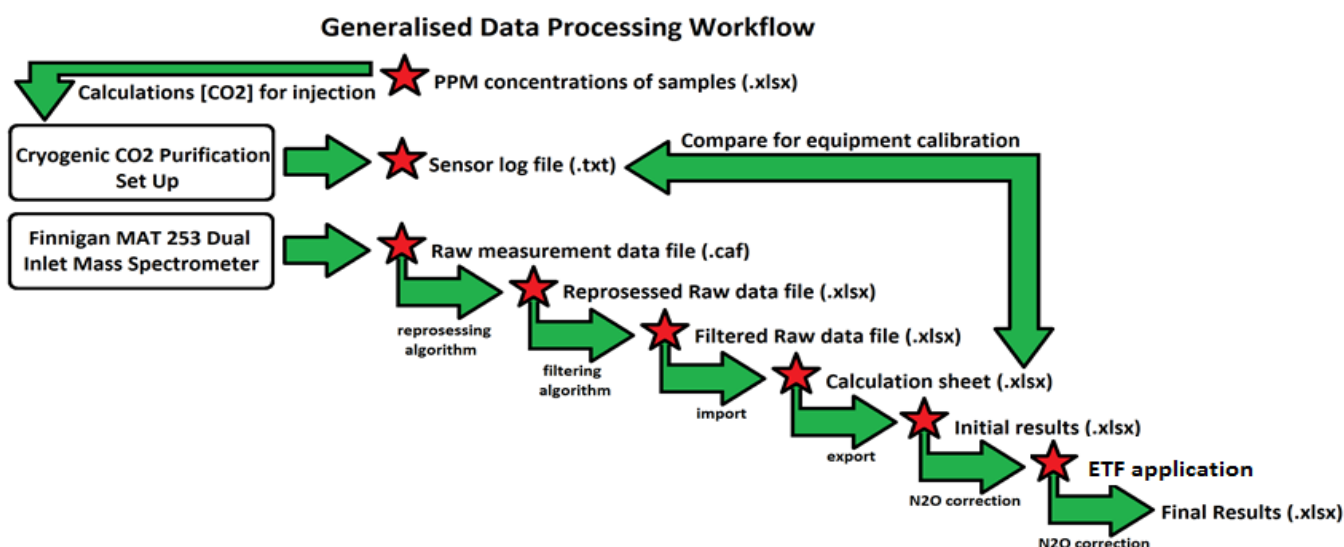 Generalised Data Processing Workflow
PPM concentrations of samples (.xlsx)
Calculations [CO2] for injection
Cryogenic CO2 Purification
Set Up
Sensor log file (.txt)
Compare for equipment calibration
Finnigan MAT 253 Dual
Inlet Mass Spectrometer
Raw measurement data file (.caf)
reprosessing
algorithm
Reprosessed Raw data file (.xlsx)
filtering
algorithm
Filtered Raw data file (.xlsx)
import
Calculation sheet (.xlsx)
export
Initial results (.xlsx)
N2O correction
ETF application
Final Results (.xlsx)
N2O correction